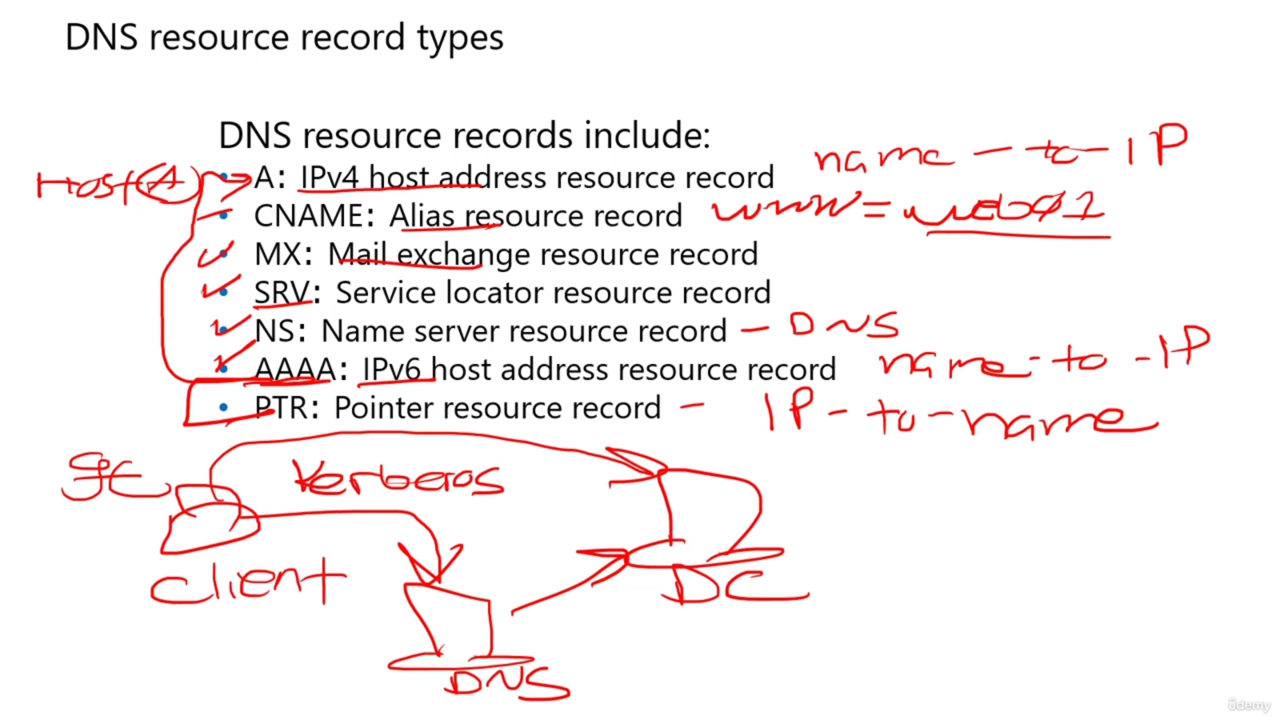 DNS resource record types
DNS resource records include:
name - to - IP
Host(A) • A: IPv4 host address resource record
• CNAME: Alias resource record www = web01
• MX: Mail exchange resource record
• SRV: Service locator resource record
• NS: Name server resource record - DNS
• AAAA: IPv6 host address resource record name - to - IP
• PTR: Pointer resource record - IP - to - name
gc Kerberos
client DC
DNS
ûdemy